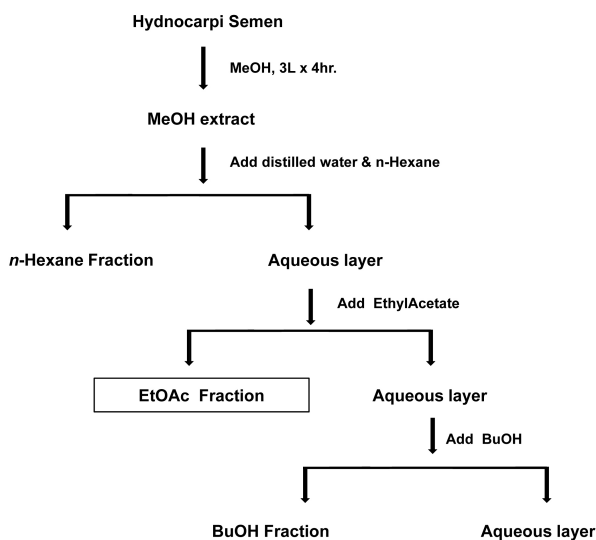 Hydnocarpi Semen
MeOH, 3L x 4hr.
MeOH extract
Add distilled water & n-Hexane
n-Hexane Fraction
Aqueous layer
Add EthylAcetate
EtOAc Fraction
Aqueous layer
Add BuOH
BuOH Fraction
Aqueous layer